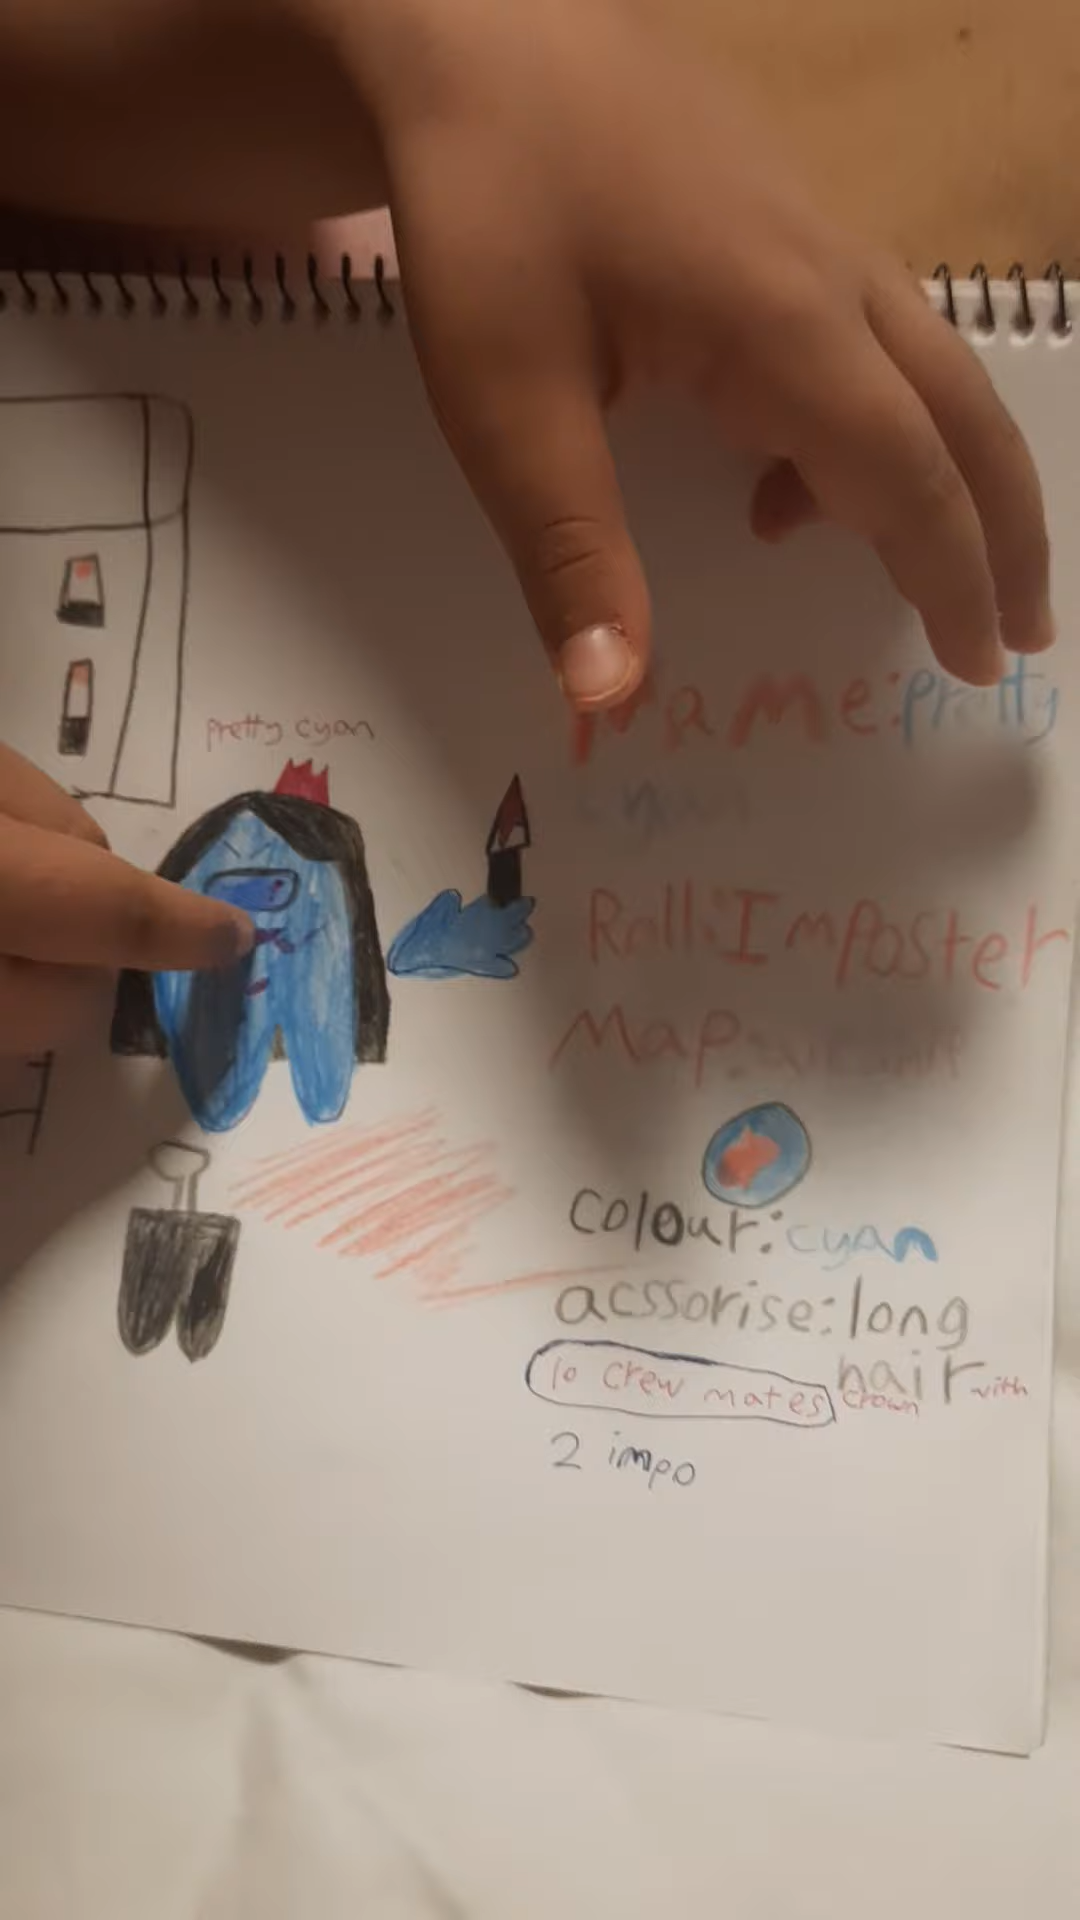 pretty cyan
Name: pretty
cyan
Roll: Imposter
Map:
colour: cyan
acssorise: long
hair with
crown
10 crew mates
2 impo